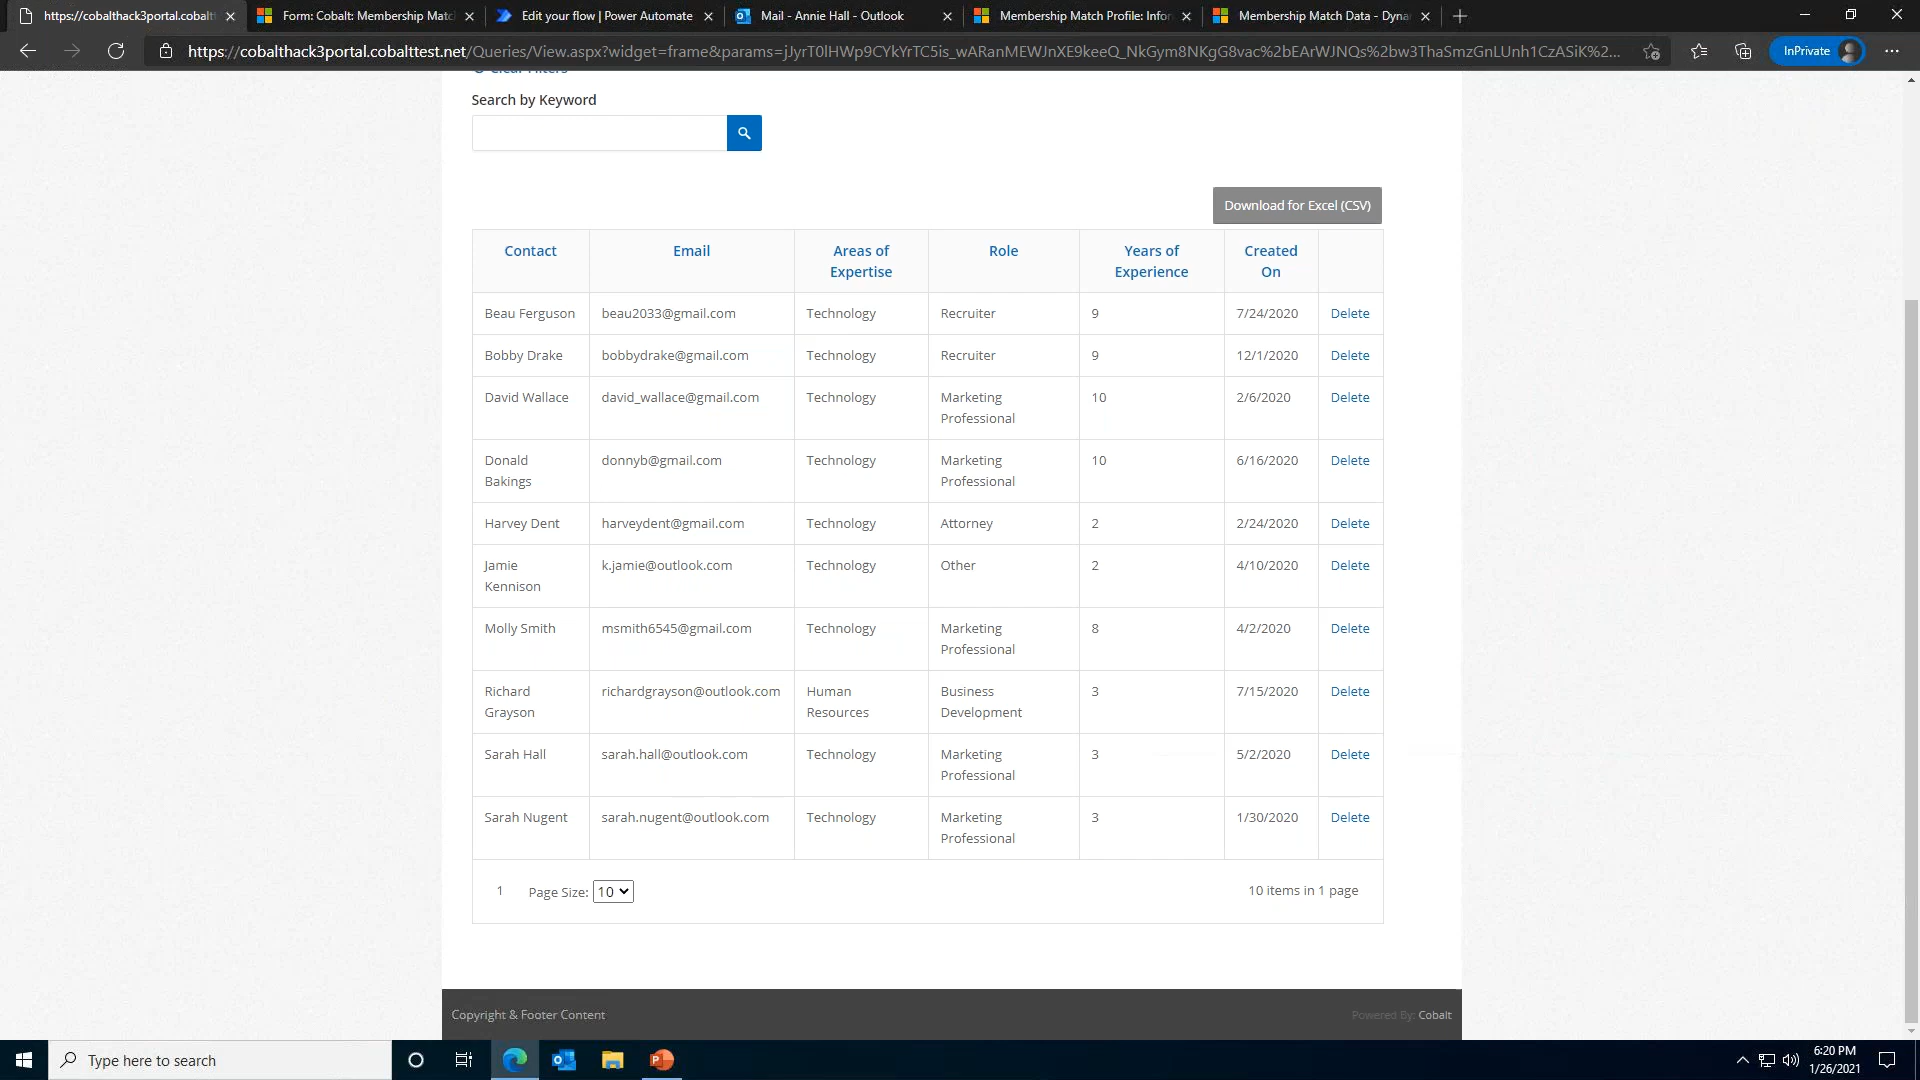 https://cobalthack3portal.cobalt
Form: Cobalt: Membership Matc
Edit your flow | Power Automate
Mail - Annie Hall - Outlook
Membership Match Profile: Infor
Membership Match Data - Dyna
https://cobalthack3portal.cobalttest.net/Queries/View.aspx?widget=frame&params=jJyrT0lHWp9CYkYrTC5is_wARanMEWJnXE9keeQ_NkGym8NKgG8vac%2bEArWJNQs%2bw3ThaSmzGnLUnh1CzASiK%2...
InPrivate
Clear Filters
Search by Keyword
Download for Excel (CSV)
Contact Email Areas of Expertise Role Years of Experience Created On
Beau Ferguson beau2033@gmail.com Technology Recruiter 9 7/24/2020 Delete
Bobby Drake bobbydrake@gmail.com Technology Recruiter 9 12/1/2020 Delete
David Wallace david_wallace@gmail.com Technology Marketing Professional 10 2/6/2020 Delete
Donald Bakings donnyb@gmail.com Technology Marketing Professional 10 6/16/2020 Delete
Harvey Dent harveydent@gmail.com Technology Attorney 2 2/24/2020 Delete
Jamie Kennison k.jamie@outlook.com Technology Other 2 4/10/2020 Delete
Molly Smith msmith6545@gmail.com Technology Marketing Professional 8 4/2/2020 Delete
Richard Grayson richardgrayson@outlook.com Human Resources Business Development 3 7/15/2020 Delete
Sarah Hall sarah.hall@outlook.com Technology Marketing Professional 3 5/2/2020 Delete
Sarah Nugent sarah.nugent@outlook.com Technology Marketing Professional 3 1/30/2020 Delete
1 Page Size: 10 10 items in 1 page
Copyright & Footer Content
Powered By: Cobalt
Type here to search
6:20 PM
1/26/2021